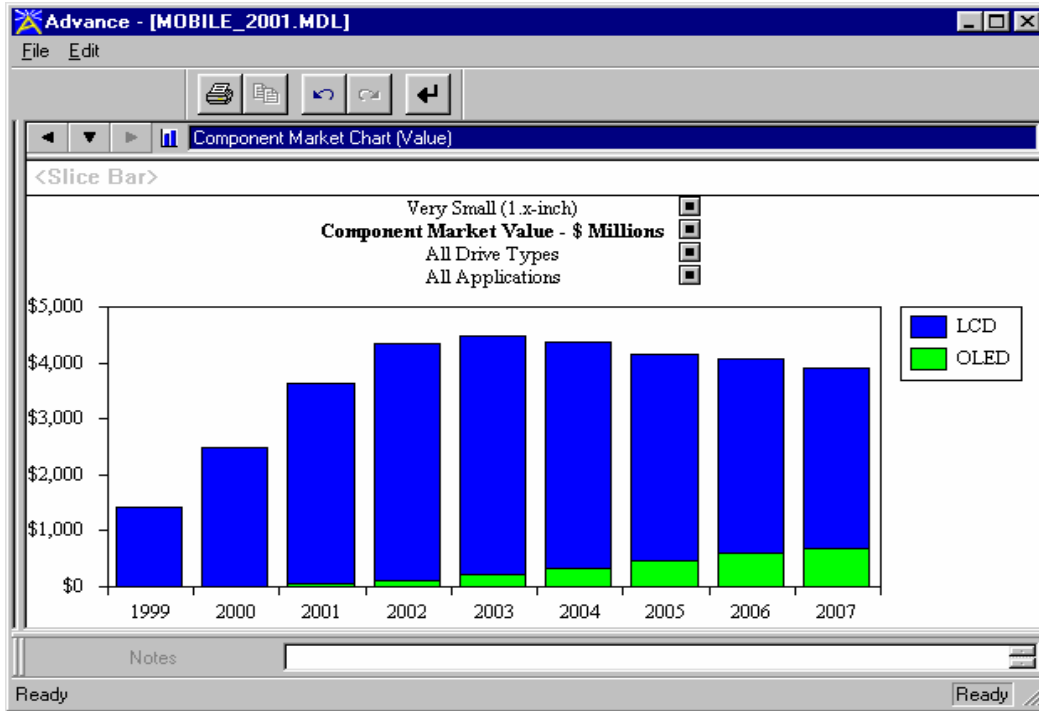 Advance - [MOBILE_2001.MDL]
File Edit
Component Market Chart (Value)
<Slice Bar>
Very Small (1.x-inch)
Component Market Value - $ Millions
All Drive Types
All Applications
$5,000
$4,000
$3,000
$2,000
$1,000
$0
1999 2000 2001 2002 2003 2004 2005 2006 2007
LCD
OLED
Notes
Ready Ready